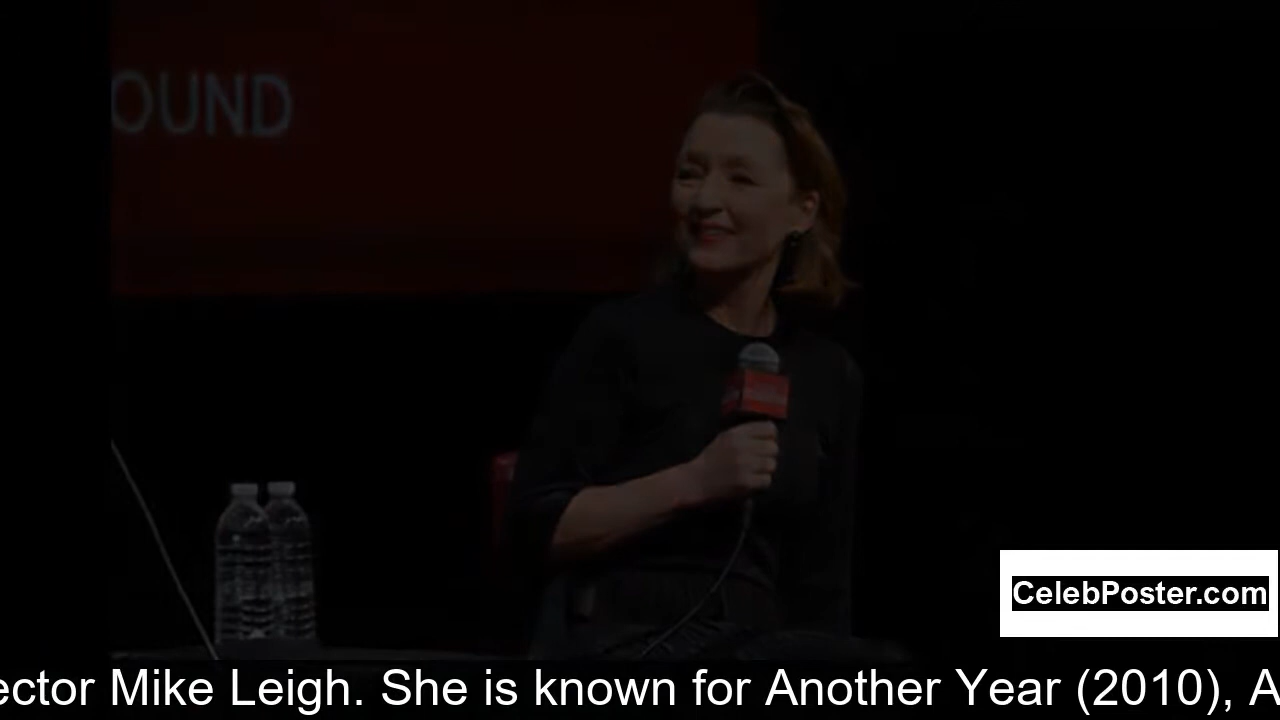 OUND
CelebPoster.com
ector Mike Leigh. She is known for Another Year (2010), A